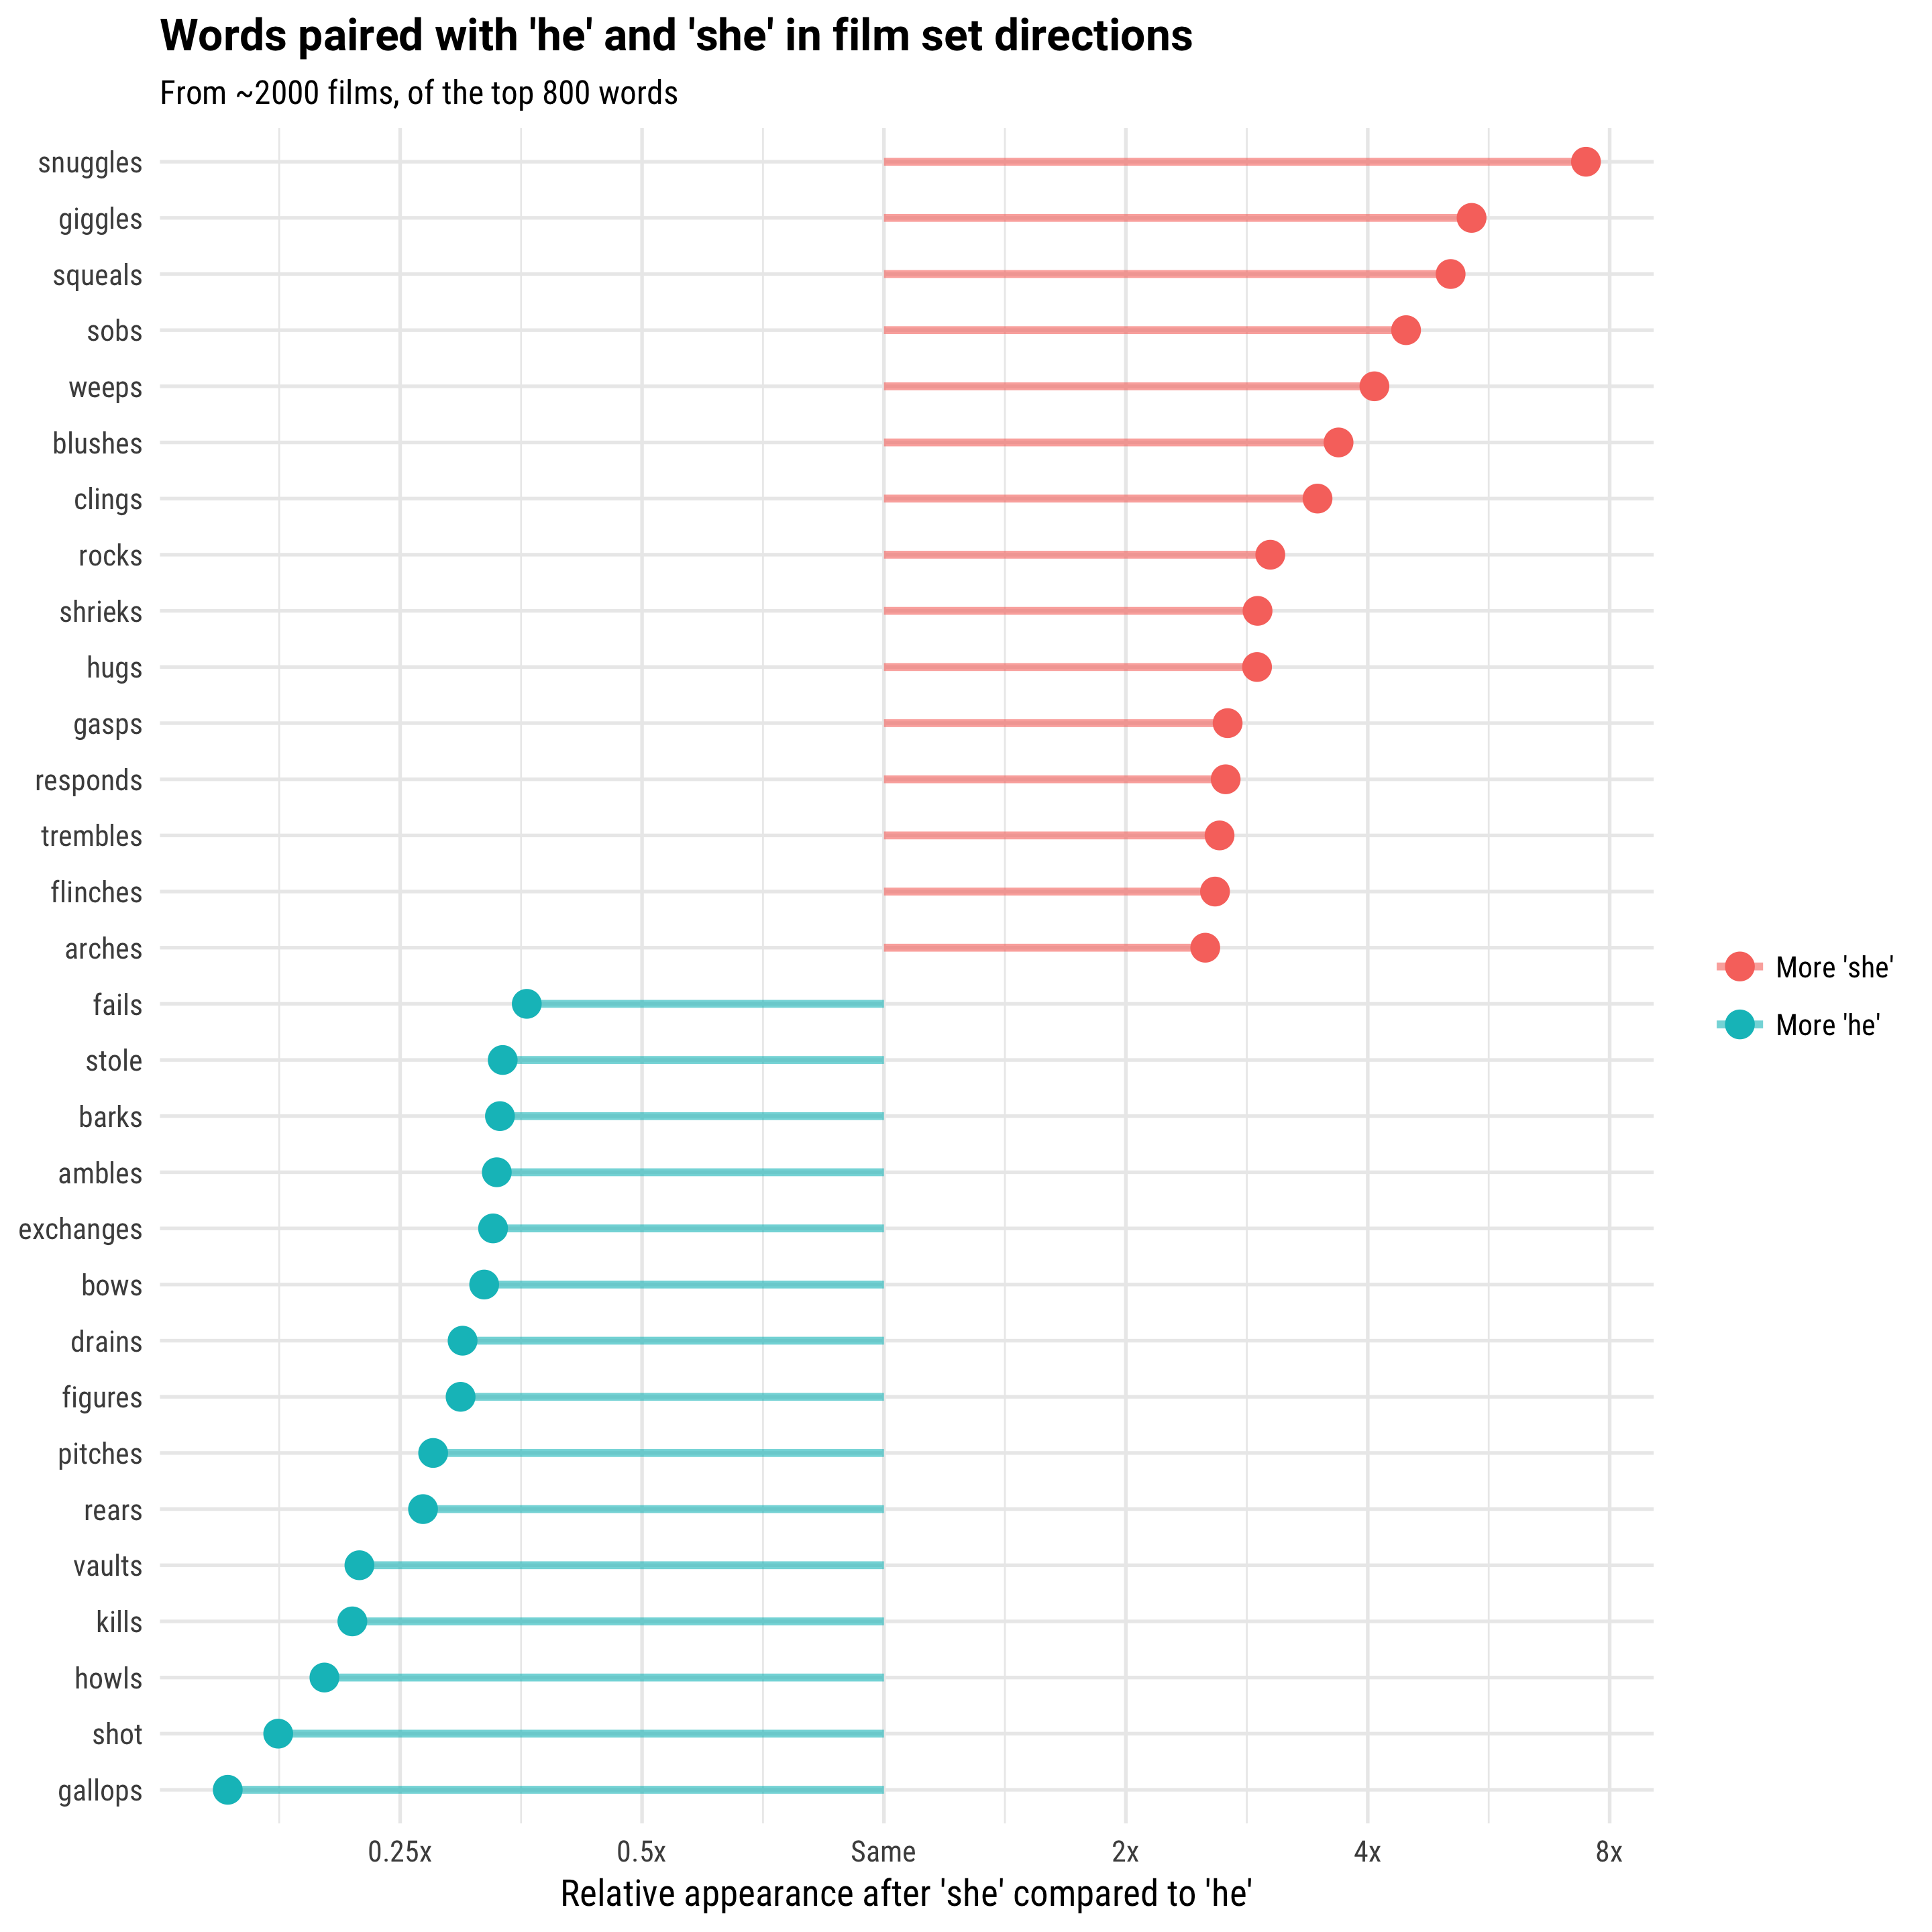 Words paired with 'he' and 'she' in film set directions
From ~2000 films, of the top 800 words
snuggles
giggles
squeals
sobs
weeps
blushes
clings
rocks
shrieks
hugs
gasps
responds
trembles
flinches
arches
fails
stole
barks
ambles
exchanges
bows
drains
figures
pitches
rears
vaults
kills
howls
shot
gallops
0.25x 0.5x Same 2x 4x 8x
Relative appearance after 'she' compared to 'he'
More 'she'
More 'he'